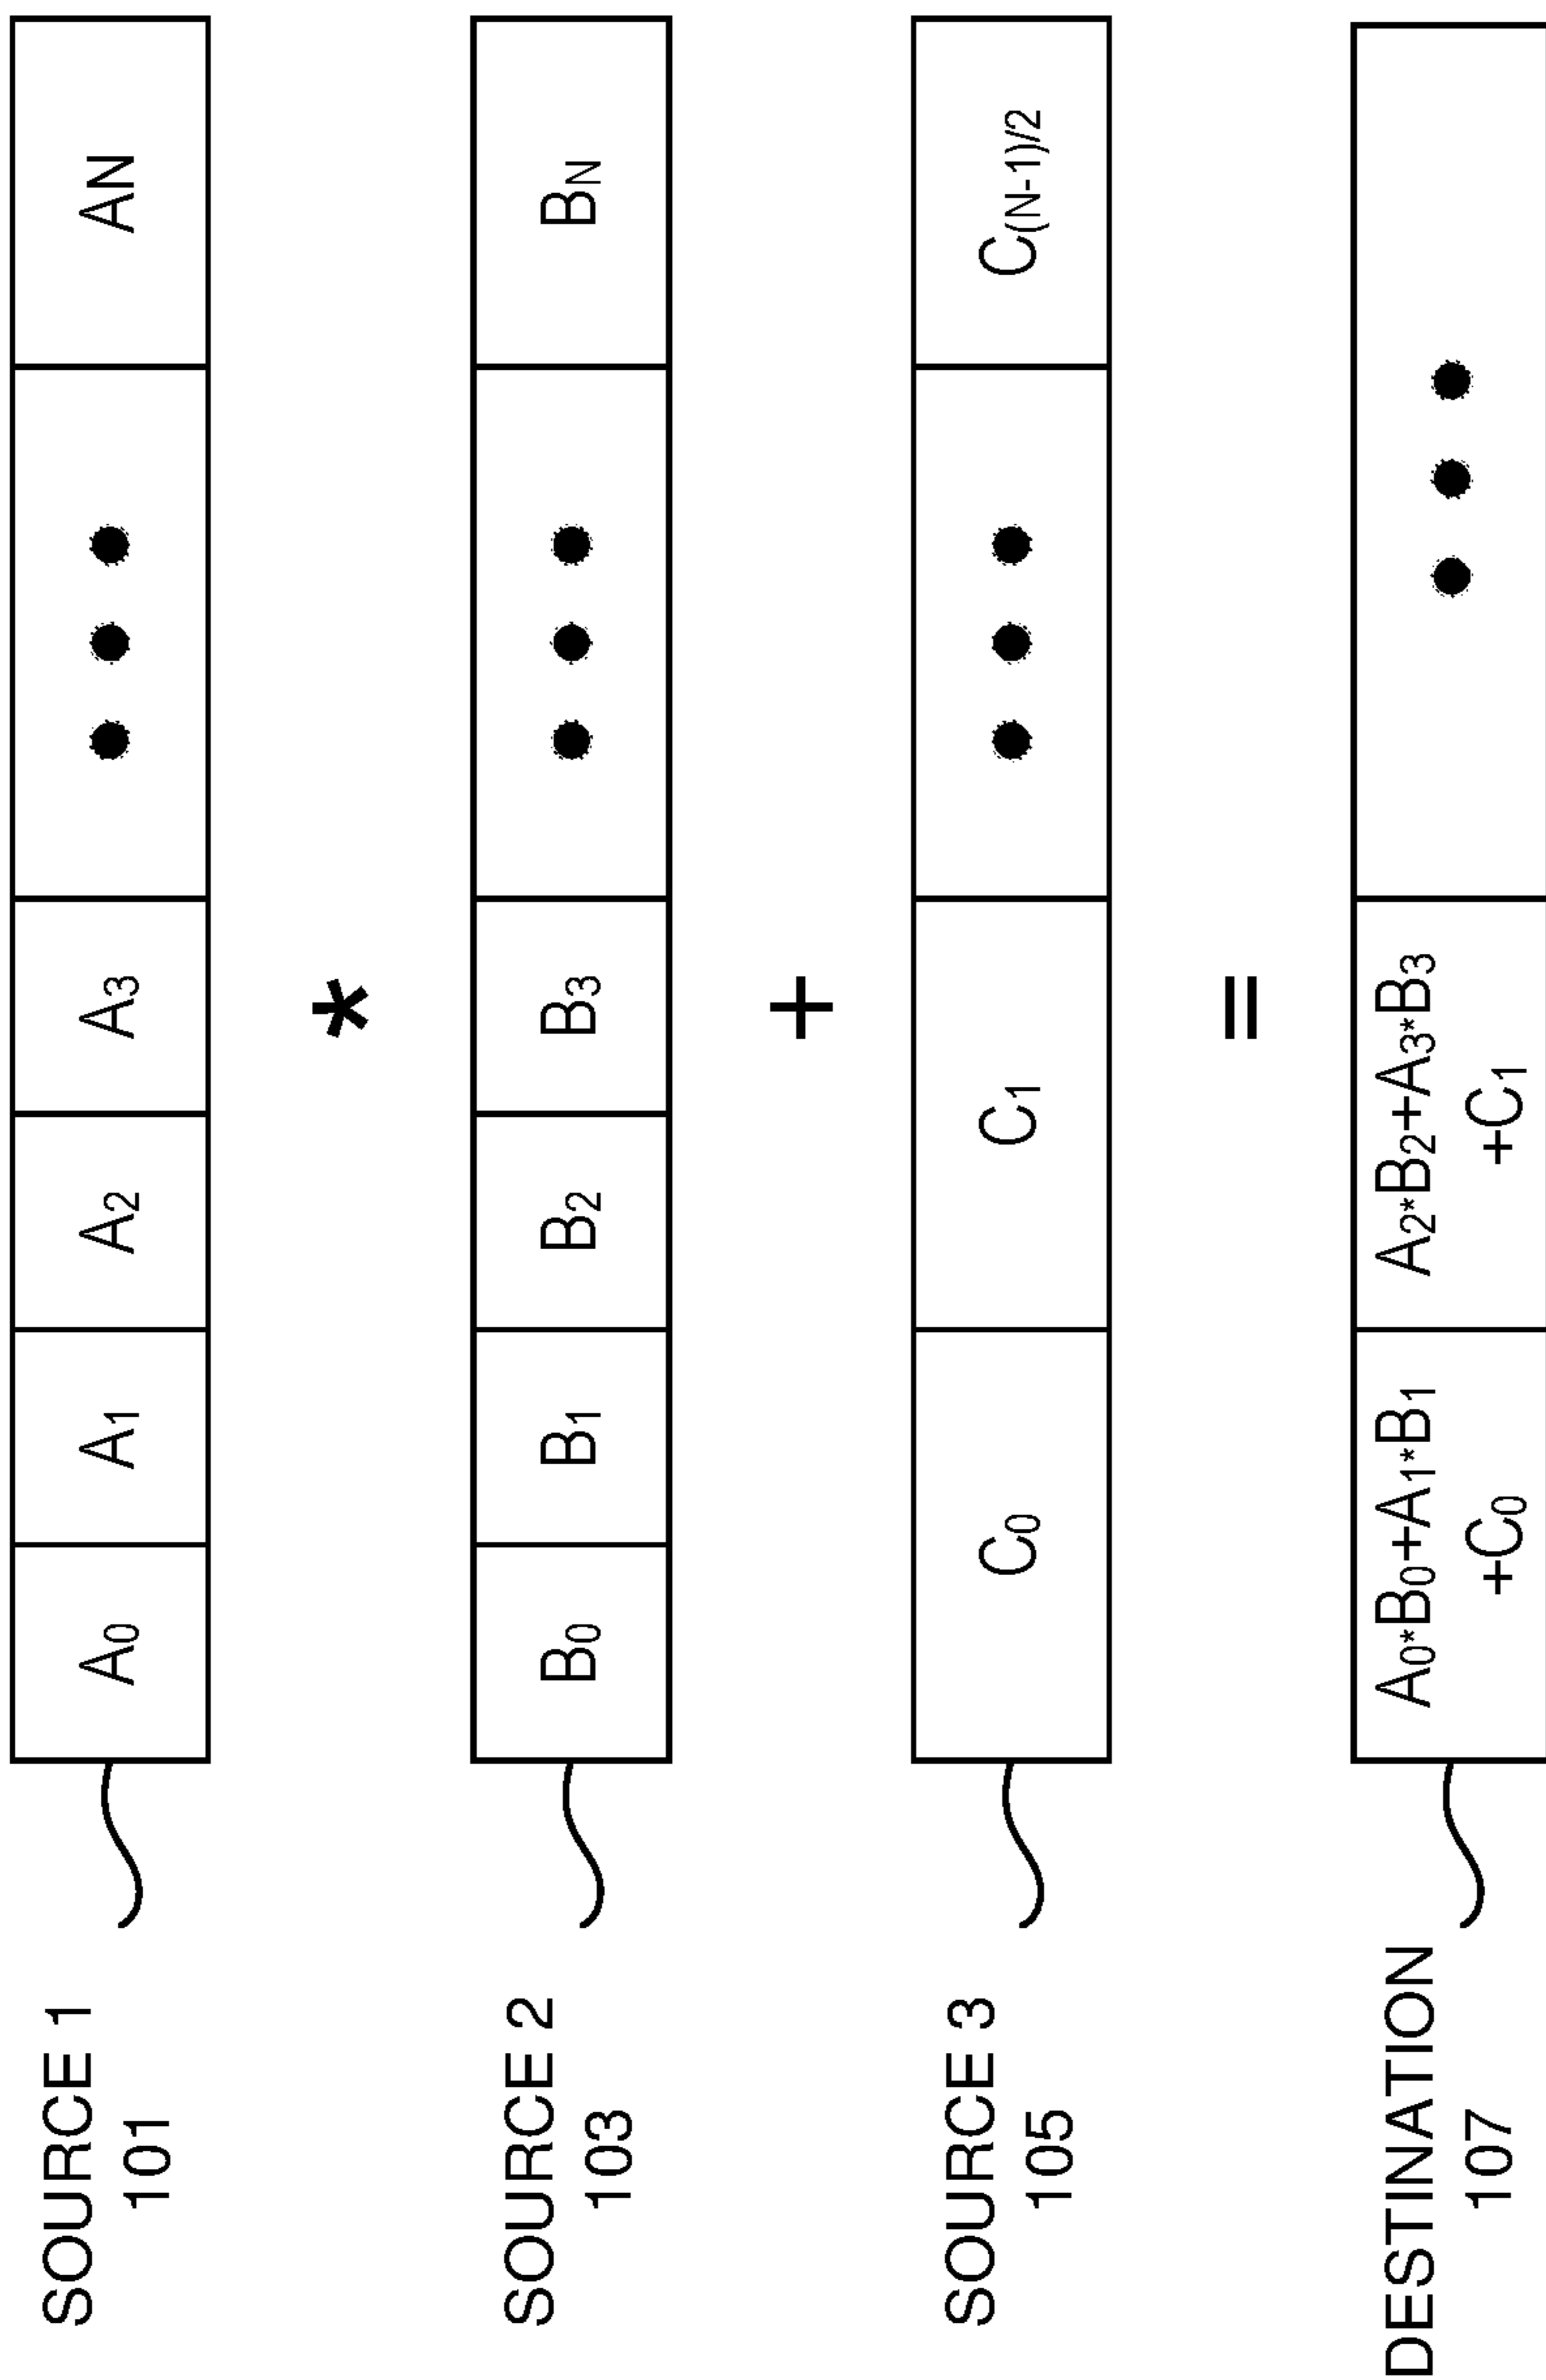 SOURCE 1
101
A0 A1 A2 A3 AN
*
SOURCE 2
103
B0 B1 B2 B3 BN
+
SOURCE 3
105
C0 C1 C(N-1)/2
=
DESTINATION
107
A0*B0+A1*B1
+C0
A2*B2+A3*B3
+C1